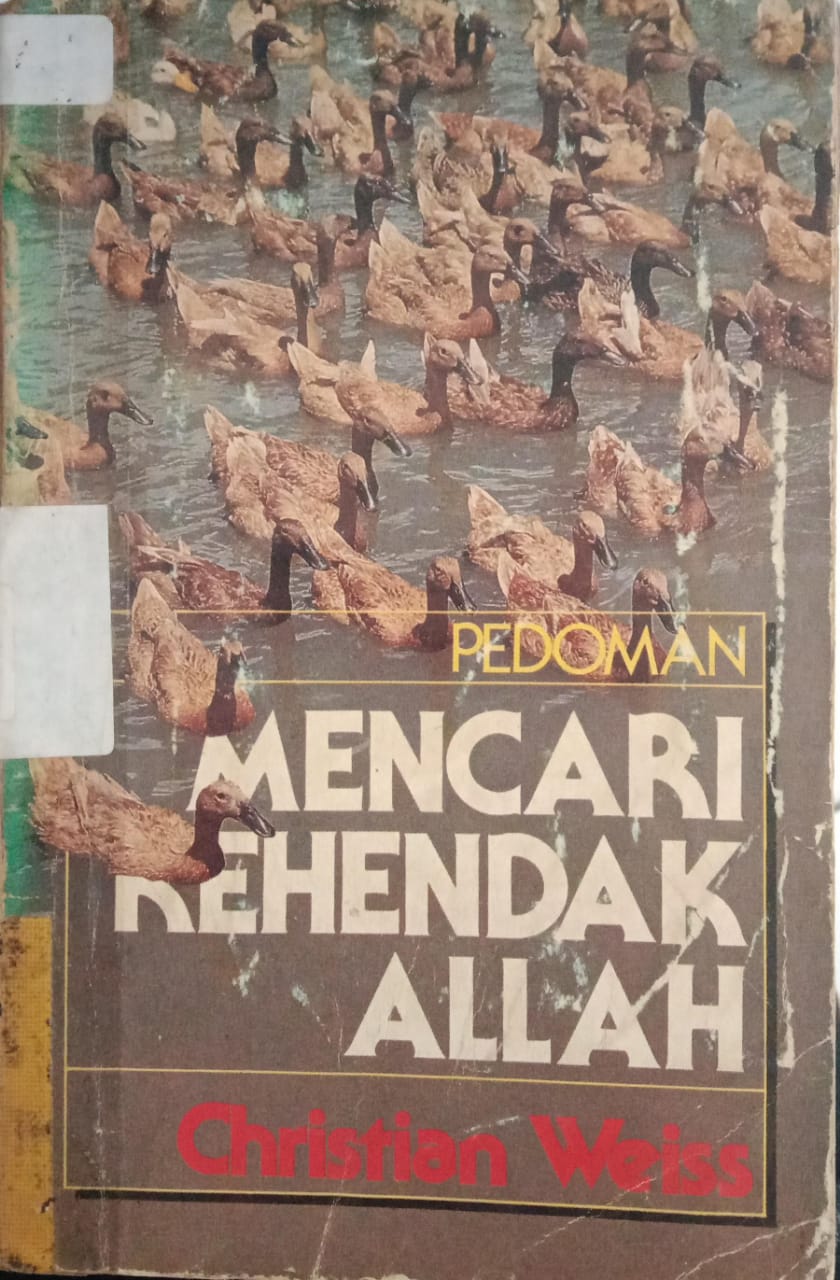 PEDOMAN
MENCARI
KEHENDAK
ALLAH
Christian Weiss